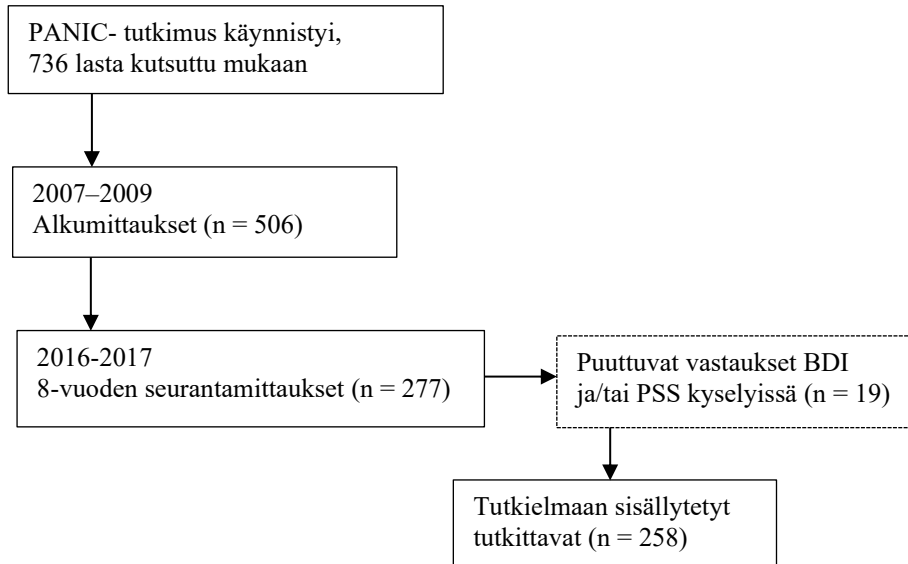 PANIC- tutkimus käynnistyi,
736 lasta kutsuttu mukaan
2007–2009
Alkumittaukset (n = 506)
2016-2017
8-vuoden seurantamittaukset (n = 277)
Puuttuvat vastaukset BDI
ja/tai PSS kyselyissä (n = 19)
Tutkielmaan sisällytetyt
tutkittavat (n = 258)